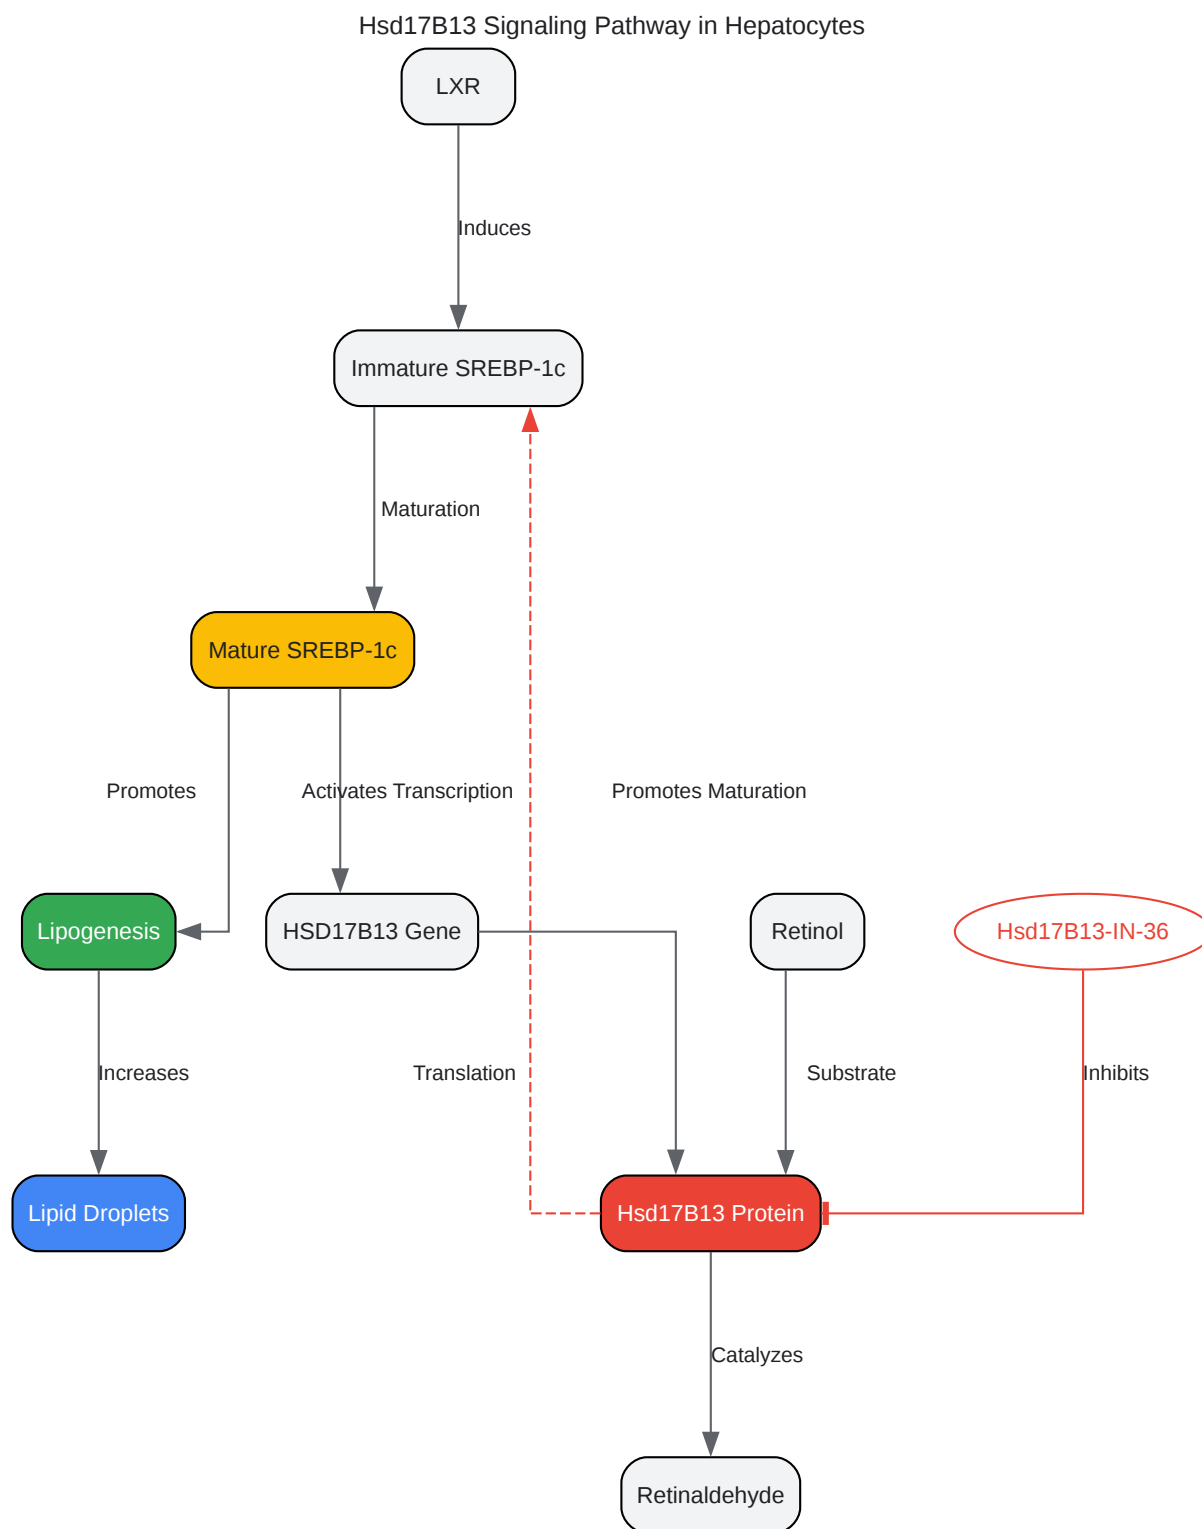 Hsd17B13 Signaling Pathway in Hepatocytes
LXR
Induces
Immature SREBP-1c
Maturation
Mature SREBP-1c
Promotes
Activates Transcription
Promotes Maturation
Lipogenesis
HSD17B13 Gene
Retinol
Hsd17B13-IN-36
Increases
Translation
Substrate
Inhibits
Lipid Droplets
Hsd17B13 Protein
Catalyzes
Retinaldehyde